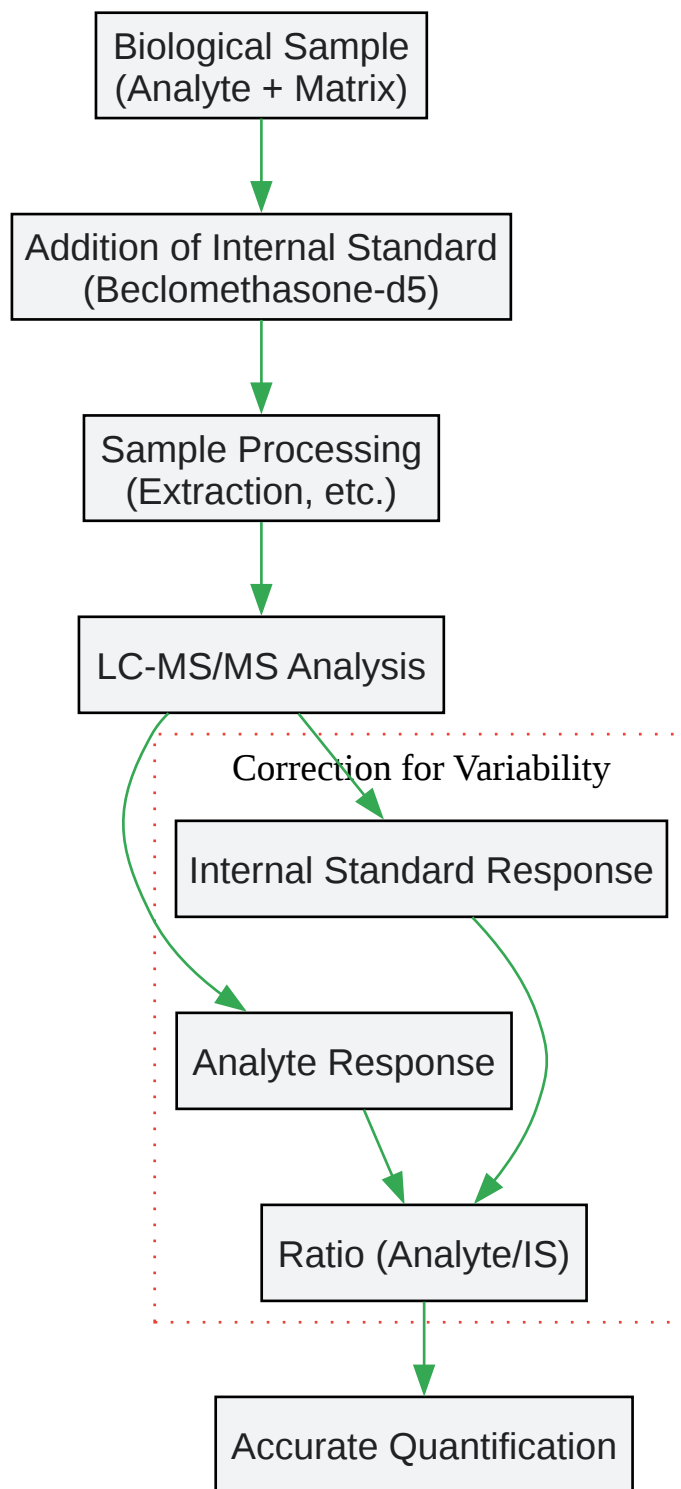 Biological Sample
(Analyte + Matrix)
Addition of Internal Standard
(Beclomethasone-d5)
Sample Processing
(Extraction, etc.)
LC-MS/MS Analysis
Correction for Variability
Internal Standard Response
Analyte Response
Ratio (Analyte/IS)
Accurate Quantification